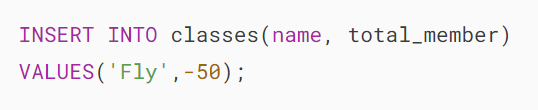 INSERT INTO classes(name, total_member)
VALUES('Fly',-50);